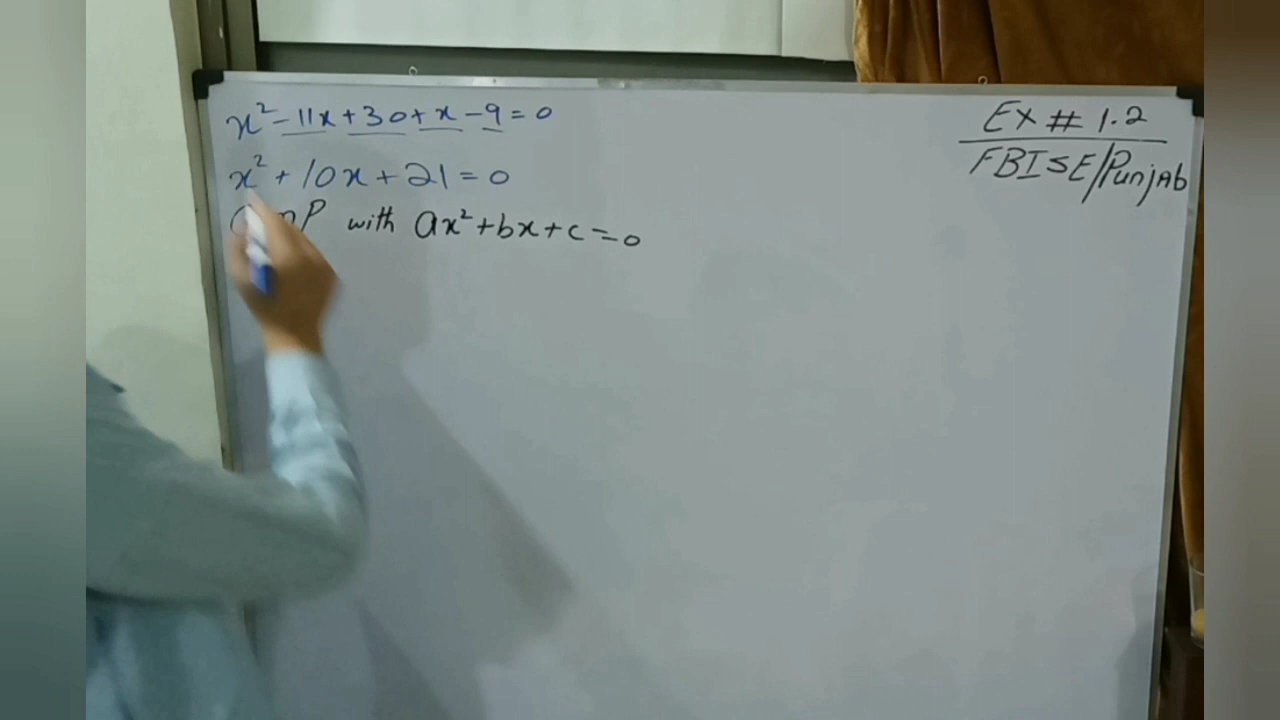 x² - 11x + 30 + x - 9 = 0
x² + 10x + 21 = 0
with ax² + bx + c = 0
Ex # 1.2
FBISE/Punjab